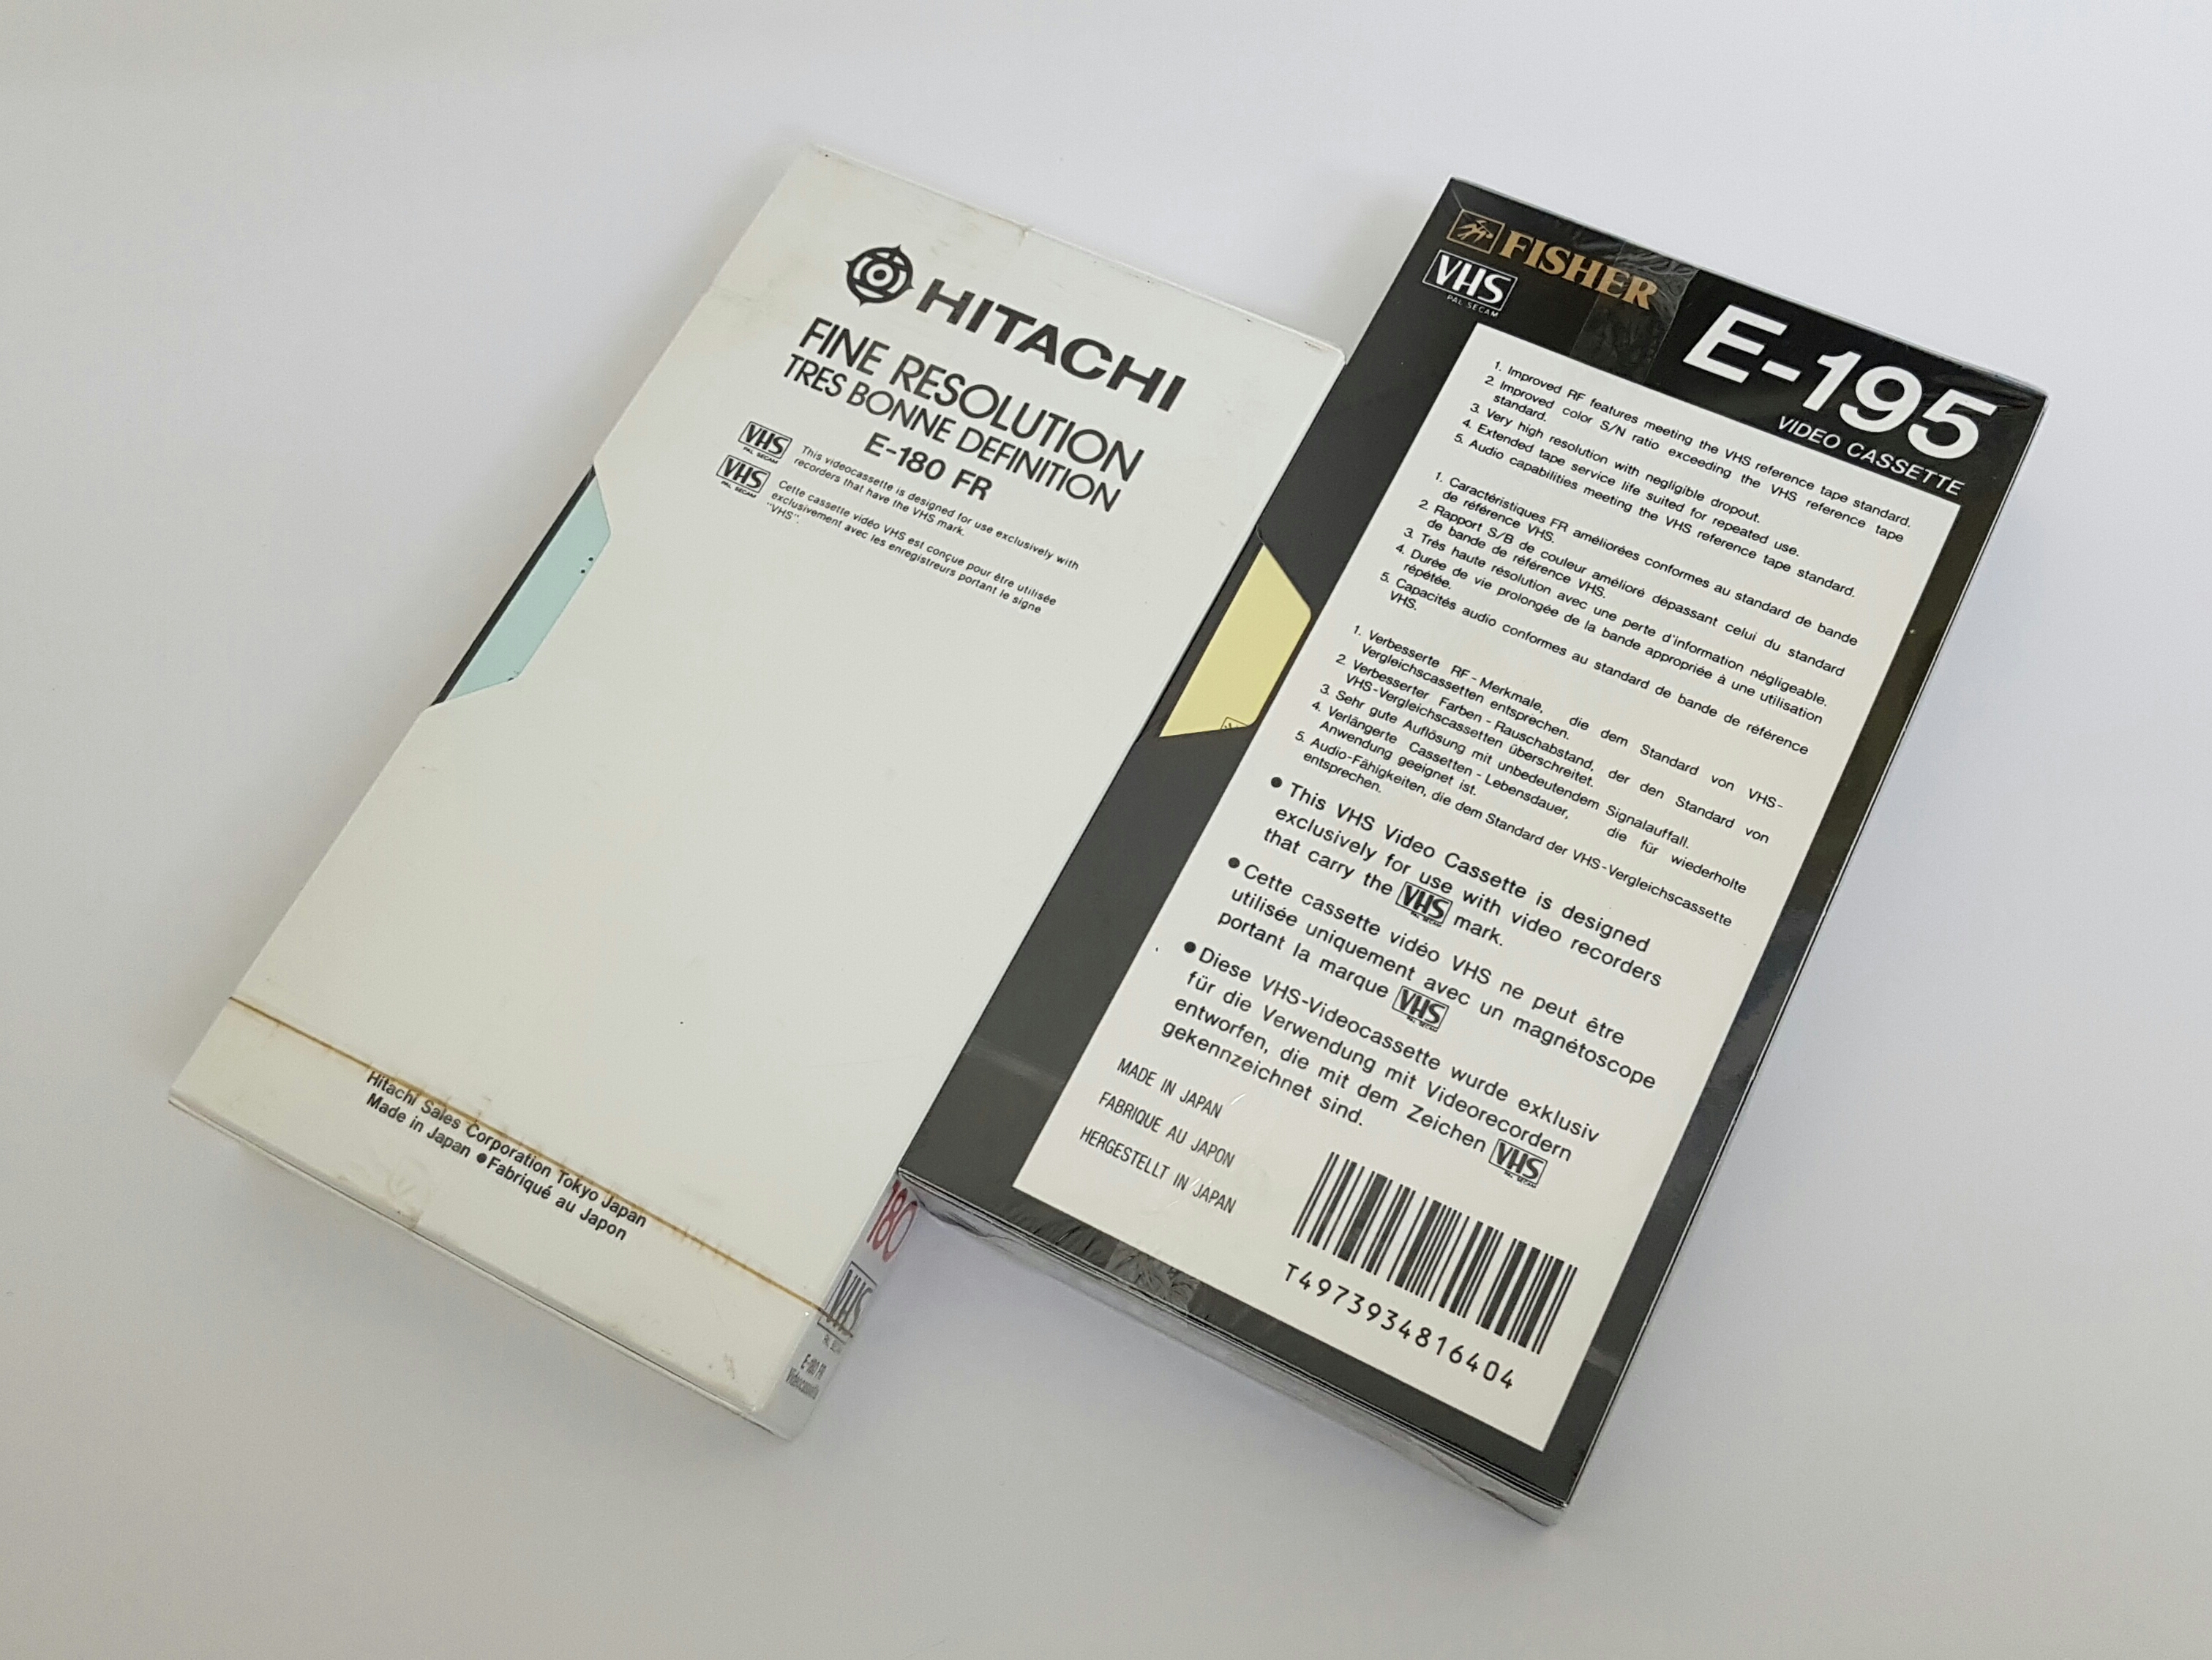 HITACHI
FINE RESOLUTION
TRES BONNE DEFINITION
E-180 FR
VHS
PAL SECAM
This videocassette is designed for use exclusively with
recorders that have the VHS mark.
VHS
PAL SECAM
Cette cassette vidéo VHS est conçue pour être utilisée
exclusivement avec les enregistreurs portant le signe
"VHS".
Hitachi Sales Corporation Tokyo Japan
Made in Japan ●Fabriqué au Japon
180
VHS
PAL SECAM
E-180 FR
Videocassette
FISHER
VHS
PAL SECAM
E-195
VIDEO CASSETTE
1. Improved RF features meeting the VHS reference tape standard.
2. Improved color S/N ratio exceeding the VHS reference tape
standard.
3. Very high resolution with negligible dropout.
4. Extended tape service life suited for repeated use.
5. Audio capabilities meeting the VHS reference tape standard.
1. Caractéristiques FR améliorées conformes au standard de bande
de référence VHS.
2. Rapport S/B de couleur amélioré dépassant celui du standard
de bande de référence VHS.
3. Trés haute résolution avec une perte d'information négligeable.
4. Durée de vie prolongée de la bande appropriée à une utilisation
répétée.
5. Capacités audio conformes au standard de bande de référence
VHS.
1. Verbesserte RF-Merkmale, die dem Standard von VHS-
Vergleichscassetten entsprechen.
2. Verbesserter Farben-Rauschabstand, der den Standard von
VHS-Vergleichscassetten überschreitet.
3. Sehr gute Auflösung mit unbedeutendem Signalauffall.
4. Verlängerte Cassetten-Lebensdauer, die für wiederholte
Anwendung geeignet ist.
5. Audio-Fähigkeiten, die dem Standard der VHS-Vergleichscassette
entsprechen.
● This VHS Video Cassette is designed
exclusively for use with video recorders
that carry the VHS PAL SECAM mark.
● Cette cassette vidéo VHS ne peut être
utilisée uniquement avec un magnétoscope
portant la marque VHS PAL SECAM
● Diese VHS-Videocassette wurde exklusiv
für die Verwendung mit Videorecordern
entworfen, die mit dem Zeichen VHS PAL SECAM
gekennzeichnet sind.
MADE IN JAPAN
FABRIQUE AU JAPON
HERGESTELLT IN JAPAN
T4973934816404